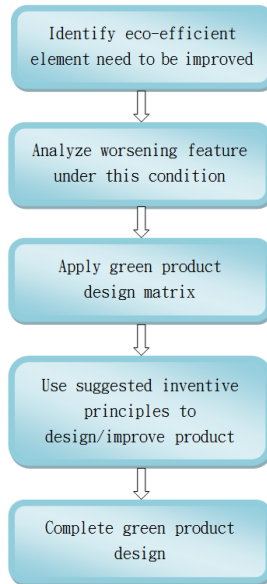 Identify eco-efficient
element need to be improved
Analyze worsening feature
under this condition
Apply green product
design matrix
Use suggested inventive
principles to
design/improve product
Complete green product
design